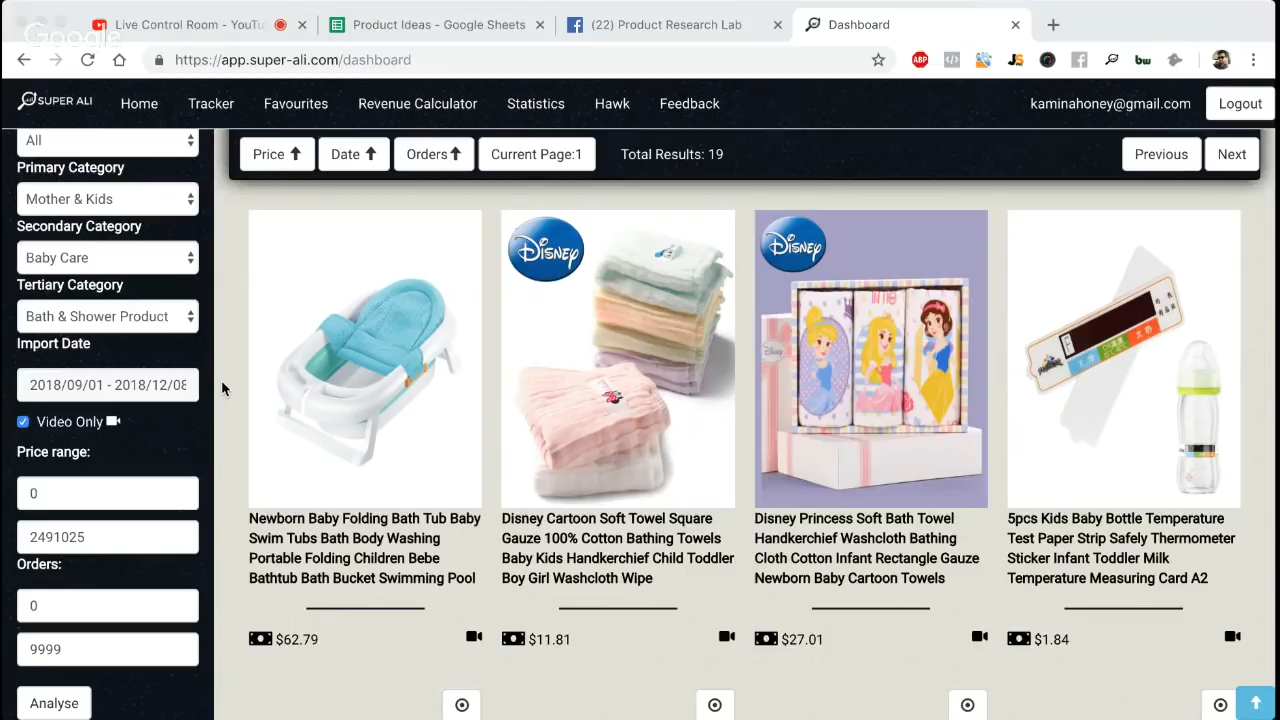 Live Control Room - YouTu
Product Ideas - Google Sheets
(22) Product Research Lab
Dashboard
Google
https://app.super-ali.com/dashboard
ABP
JS
bw
SUPER ALI
Home
Tracker
Favourites
Revenue Calculator
Statistics
Hawk
Feedback
kaminahoney@gmail.com
Logout
All
Primary Category
Mother & Kids
Secondary Category
Baby Care
Tertiary Category
Bath & Shower Product
Import Date
2018/09/01 - 2018/12/08
Video Only
Price range:
0
2491025
Orders:
0
9999
Analyse
Price
Date
Orders
Current Page:1
Total Results: 19
Previous
Next
Newborn Baby Folding Bath Tub Baby
Swim Tubs Bath Body Washing
Portable Folding Children Bebe
Bathtub Bath Bucket Swimming Pool
$62.79
Disney
Disney Cartoon Soft Towel Square
Gauze 100% Cotton Bathing Towels
Baby Kids Handkerchief Child Toddler
Boy Girl Washcloth Wipe
$11.81
Disney
Disney Princess Soft Bath Towel
Handkerchief Washcloth Bathing
Cloth Cotton Infant Rectangle Gauze
Newborn Baby Cartoon Towels
$27.01
5pcs Kids Baby Bottle Temperature
Test Paper Strip Safely Thermometer
Sticker Infant Toddler Milk
Temperature Measuring Card A2
$1.84